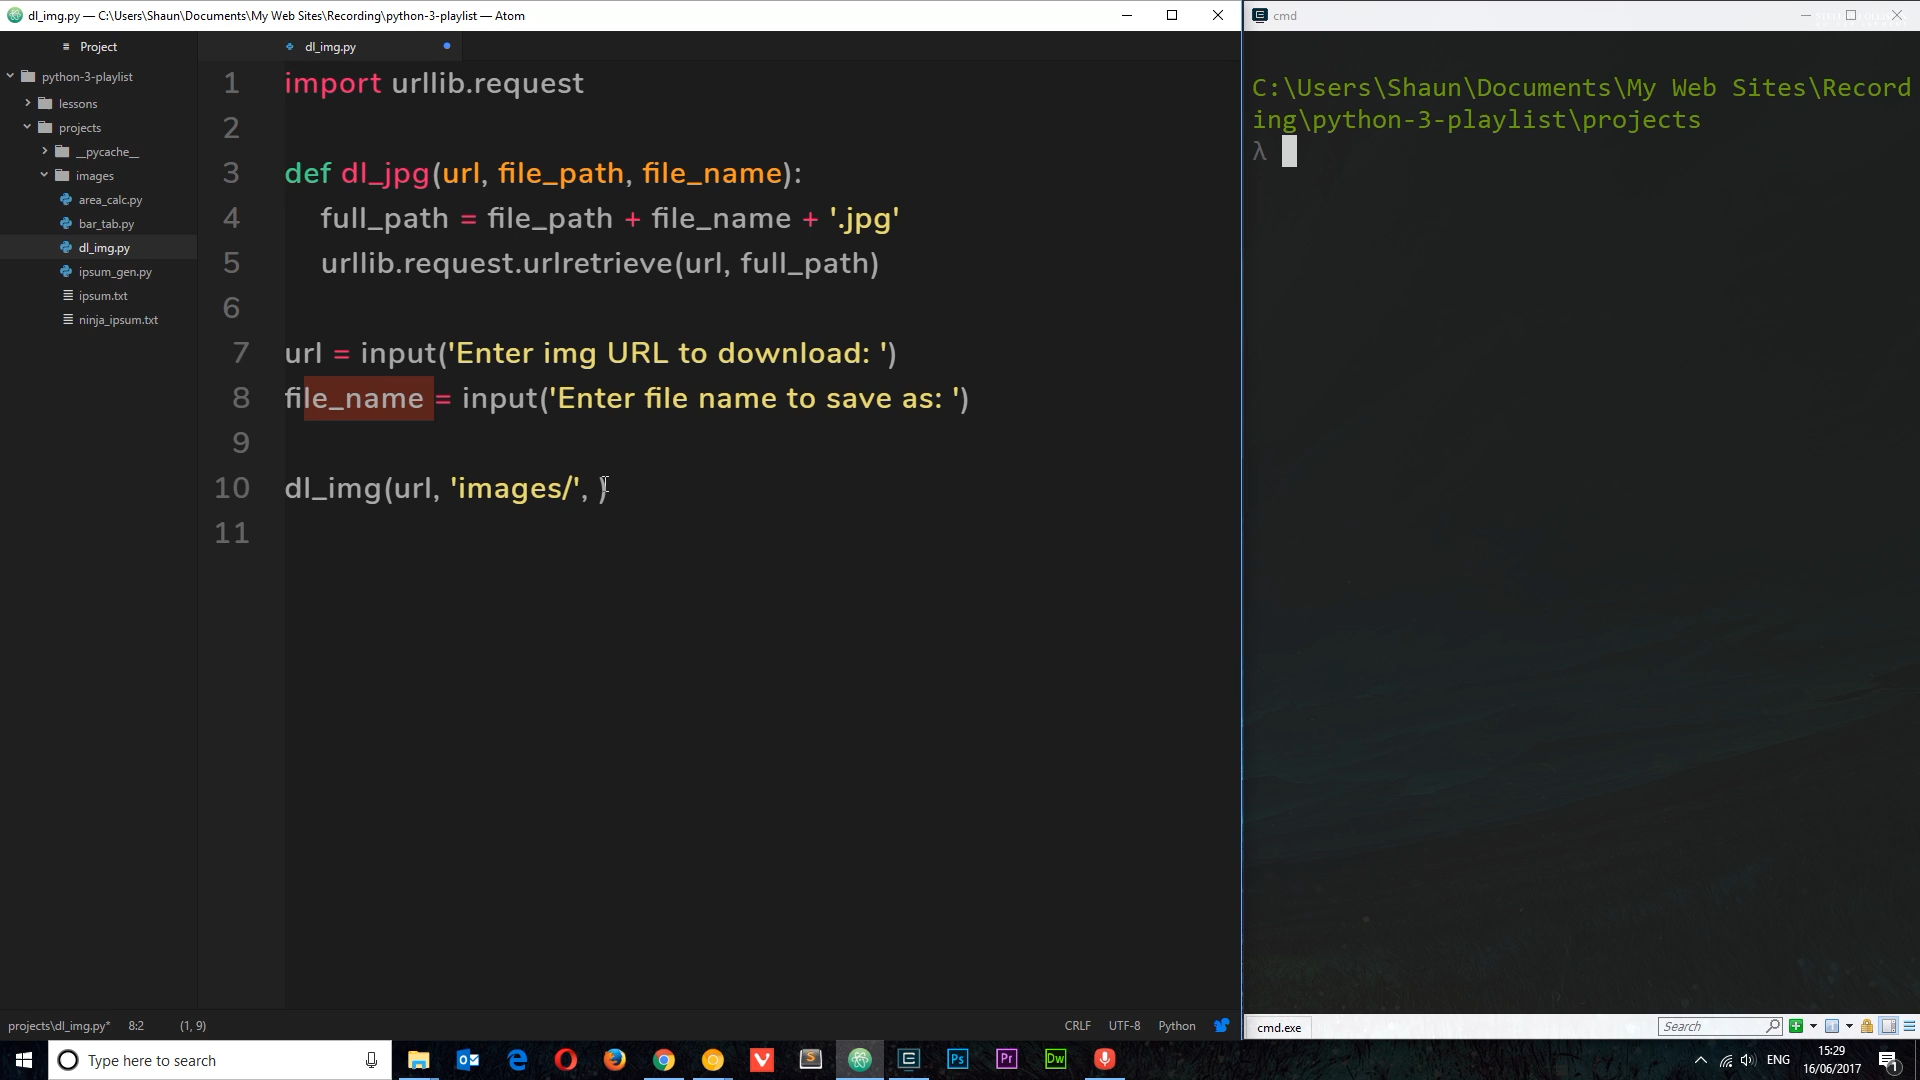 dl_img.py — C:\Users\Shaun\Documents\My Web Sites\Recording\python-3-playlist — Atom
Project
python-3-playlist
lessons
projects
__pycache__
images
area_calc.py
bar_tab.py
dl_img.py
ipsum_gen.py
ipsum.txt
ninja_ipsum.txt
dl_img.py
1 import urllib.request
2
3 def dl_jpg(url, file_path, file_name):
4 full_path = file_path + file_name + '.jpg'
5 urllib.request.urlretrieve(url, full_path)
6
7 url = input('Enter img URL to download: ')
8 file_name = input('Enter file name to save as: ')
9
10 dl_img(url, 'images/', )
11
projects\dl_img.py* 8:2 (1, 9)
CRLF UTF-8 Python
cmd
C:\Users\Shaun\Documents\My Web Sites\Record
ing\python-3-playlist\projects
λ
cmd.exe
Search
Type here to search
Ps
Pr
Dw
ENG
15:29
16/06/2017
1